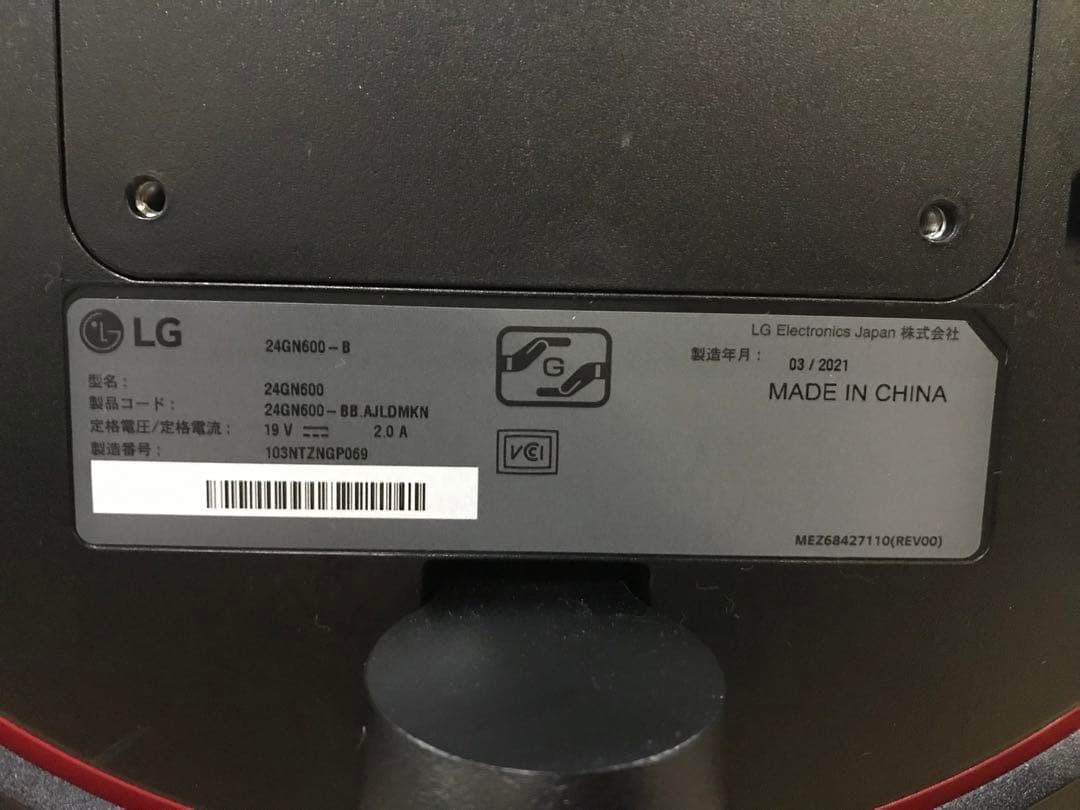 LG
24GN600-B
型名: 24GN600
製品コード: 24GN600-BB.AJLDMKN
定格電圧/定格電流: 19 V ⎓ 2.0 A
製造番号: 103NTZNGP069
G
VCCI
LG Electronics Japan 株式会社
製造年月: 03/2021
MADE IN CHINA
MEZ68427110(REV00)